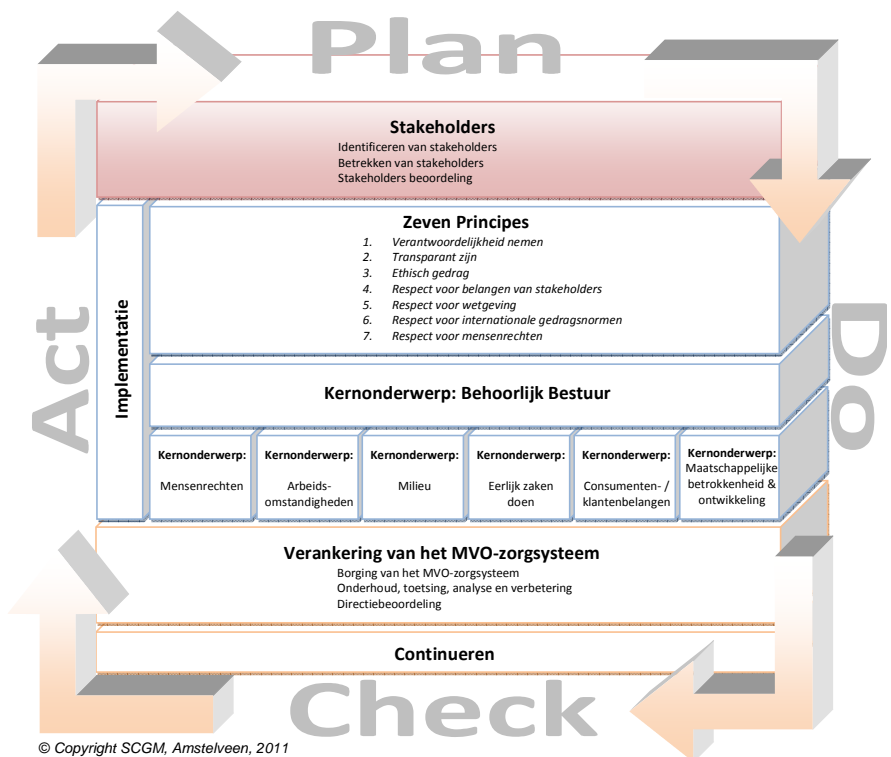 Plan
Stakeholders
Identificeren van stakeholders
Betrekken van stakeholders
Stakeholders beoordeling
Zeven Principes
1. Verantwoordelijkheid nemen
2. Transparant zijn
3. Ethisch gedrag
4. Respect voor belangen van stakeholders
5. Respect voor wetgeving
6. Respect voor internationale gedragsnormen
7. Respect voor mensenrechten
Act
Implementatie
Do
Kernonderwerp: Behoorlijk Bestuur
Kernonderwerp:
Mensenrechten
Kernonderwerp:
Arbeids-
omstandigheden
Kernonderwerp:
Milieu
Kernonderwerp:
Eerlijk zaken
doen
Kernonderwerp:
Consumenten- /
klantenbelangen
Kernonderwerp:
Maatschappelijke
betrokkenheid &
ontwikkeling
Verankering van het MVO-zorgsysteem
Borging van het MVO-zorgsysteem
Onderhoud, toetsing, analyse en verbetering
Directiebeoordeling
Continueren
Check
© Copyright SCGM, Amstelveen, 2011